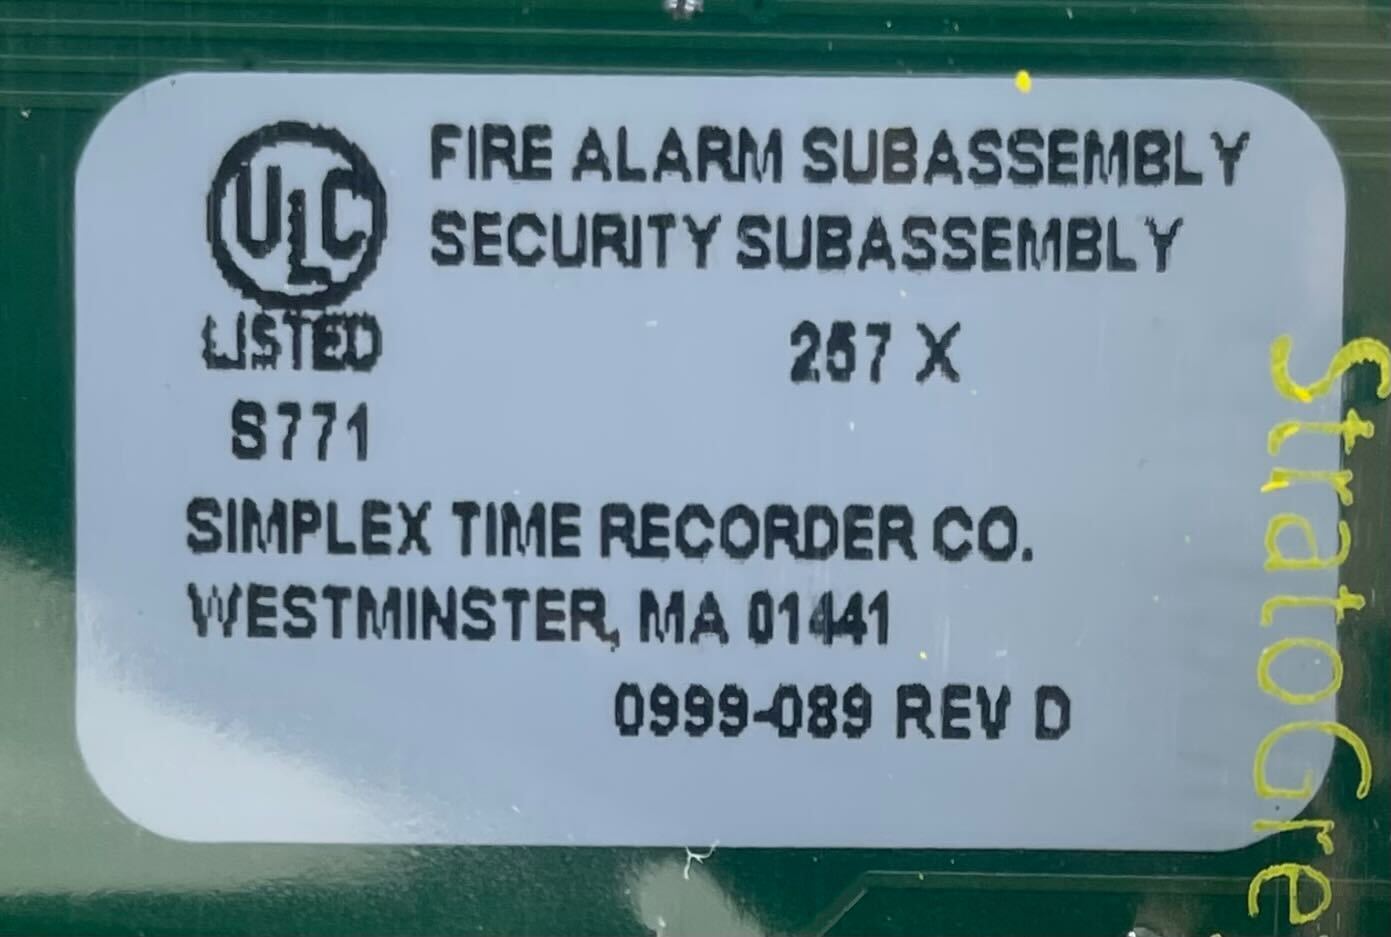 ULC FIRE ALARM SUBASSEMBLY
SECURITY SUBASSEMBLY
LISTED
257 X
S771
SIMPLEX TIME RECORDER CO.
WESTMINSTER, MA 01441
0999-089 REV D
StratoGre